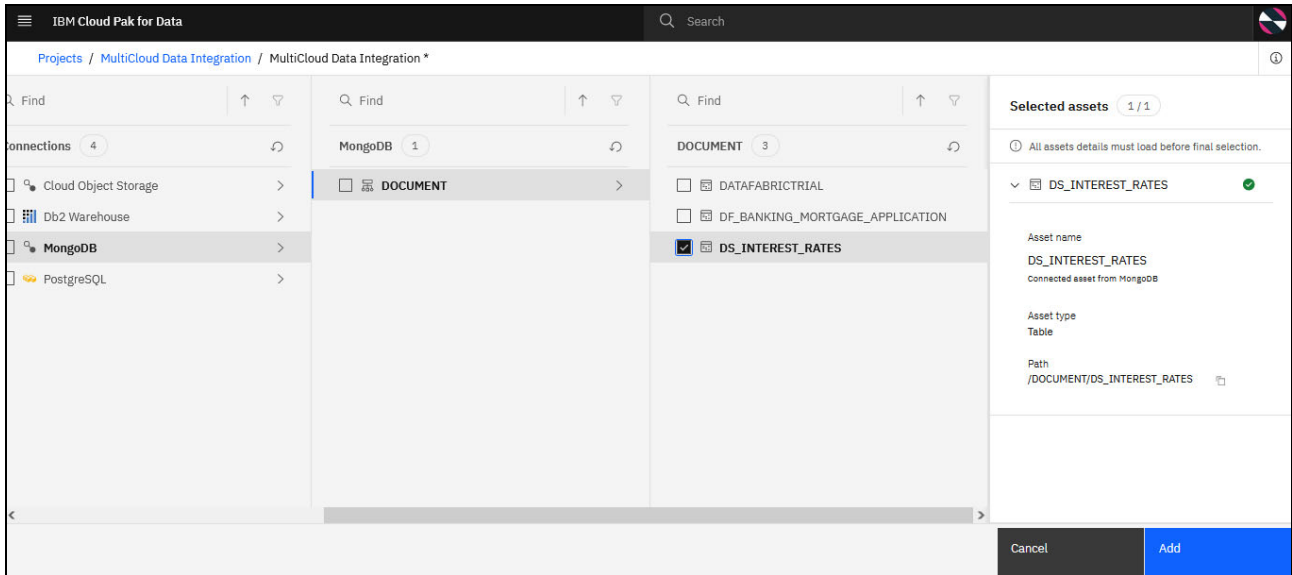 IBM Cloud Pak for Data
Search
Projects / MultiCloud Data Integration / MultiCloud Data Integration *
Find
onnections 4
Cloud Object Storage
Db2 Warehouse
MongoDB
PostgreSQL
Find
MongoDB 1
DOCUMENT
Find
DOCUMENT 3
DATAFABRICTRIAL
DF_BANKING_MORTGAGE_APPLICATION
DS_INTEREST_RATES
Selected assets 1/1
All assets details must load before final selection.
DS_INTEREST_RATES
Asset name
DS_INTEREST_RATES
Connected asset from MongoDB
Asset type
Table
Path
/DOCUMENT/DS_INTEREST_RATES
Cancel
Add